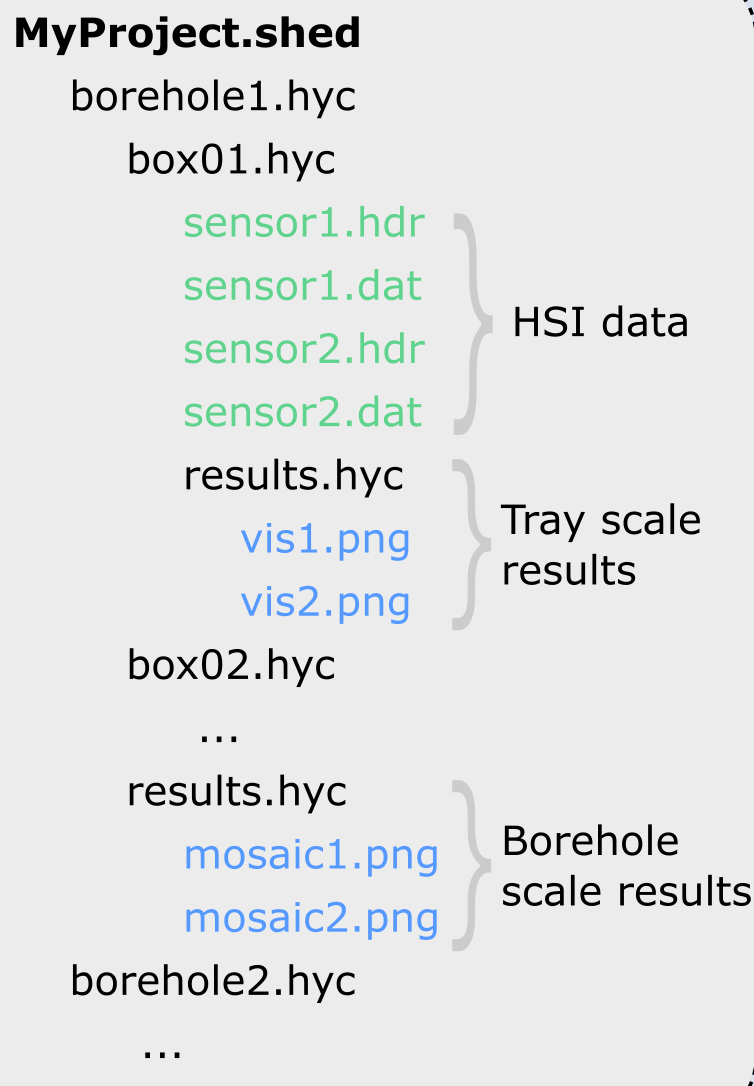 MyProject.shed
borehole1.hyc
box01.hyc
sensor1.hdr
sensor1.dat
sensor2.hdr
sensor2.dat
HSI data
results.hyc
vis1.png
vis2.png
Tray scale
results
box02.hyc
...
results.hyc
mosaic1.png
mosaic2.png
Borehole
scale results
borehole2.hyc
...